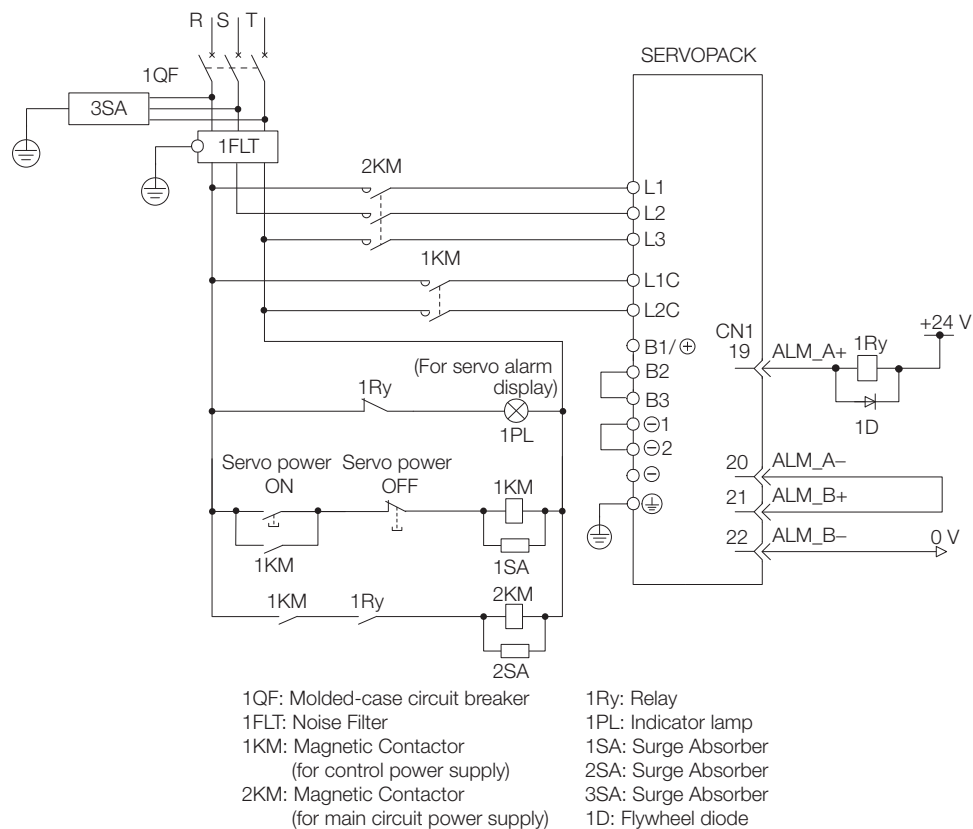 R S T
SERVOPACK
1QF
3SA
1FLT
2KM
L1
L2
L3
1KM
L1C
L2C
CN1
+24 V
B1/⊕
19 ALM_A+ 1Ry
(For servo alarm
display)
B2
1Ry
B3
1D
1PL
⊖1
⊖2
Servo power
ON
Servo power
OFF
20 ALM_A−
⊖
1KM
21 ALM_B+
22 ALM_B− 0 V
1KM
1SA
1KM 1Ry 2KM
2SA
1QF: Molded-case circuit breaker
1FLT: Noise Filter
1KM: Magnetic Contactor
(for control power supply)
2KM: Magnetic Contactor
(for main circuit power supply)
1Ry: Relay
1PL: Indicator lamp
1SA: Surge Absorber
2SA: Surge Absorber
3SA: Surge Absorber
1D: Flywheel diode